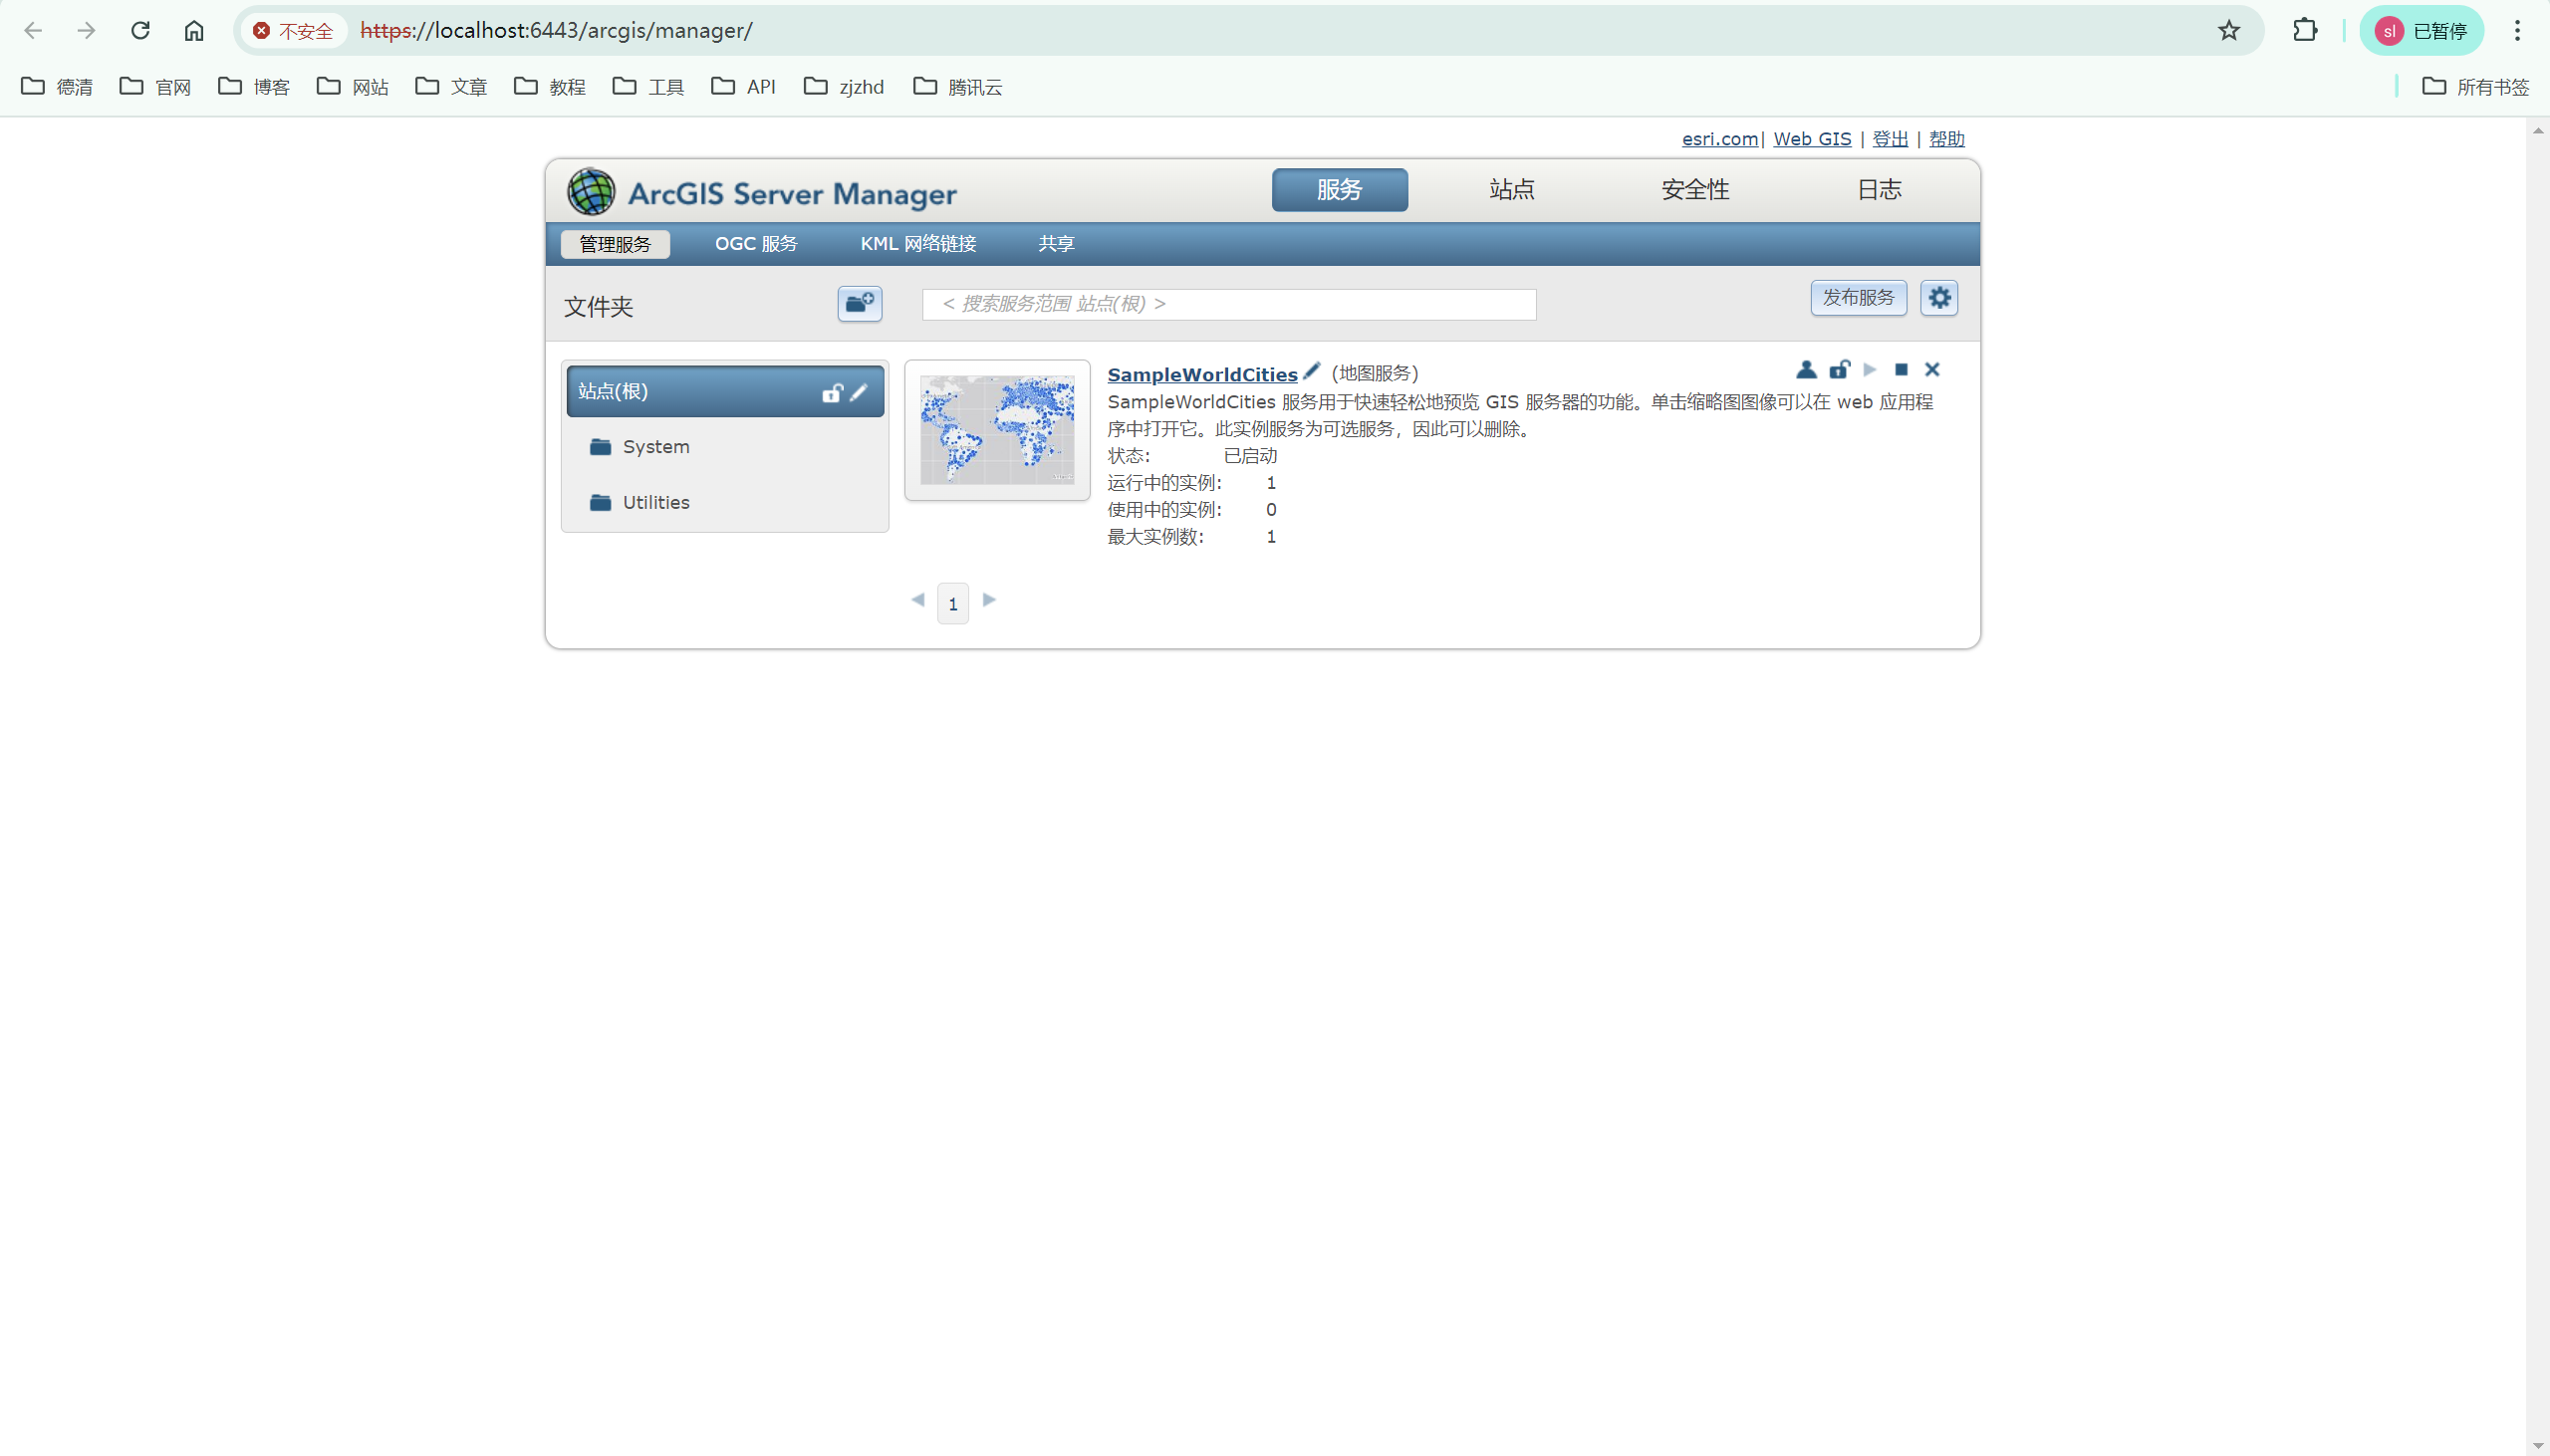 不安全 https://localhost:6443/arcgis/manager/ sl 已暂停
德清 官网 博客 网站 文章 教程 工具 API zjzhd 腾讯云 所有书签
esri.com | Web GIS | 登出 | 帮助
ArcGIS Server Manager 服务 站点 安全性 日志
管理服务 OGC 服务 KML 网络链接 共享
文件夹 < 搜索服务范围 站点(根) > 发布服务
站点(根)
System
Utilities
SampleWorldCities (地图服务)
SampleWorldCities 服务用于快速轻松地预览 GIS 服务器的功能。单击缩略图图像可以在 web 应用程
序中打开它。此实例服务为可选服务，因此可以删除。
状态: 已启动
运行中的实例: 1
使用中的实例: 0
最大实例数: 1
1